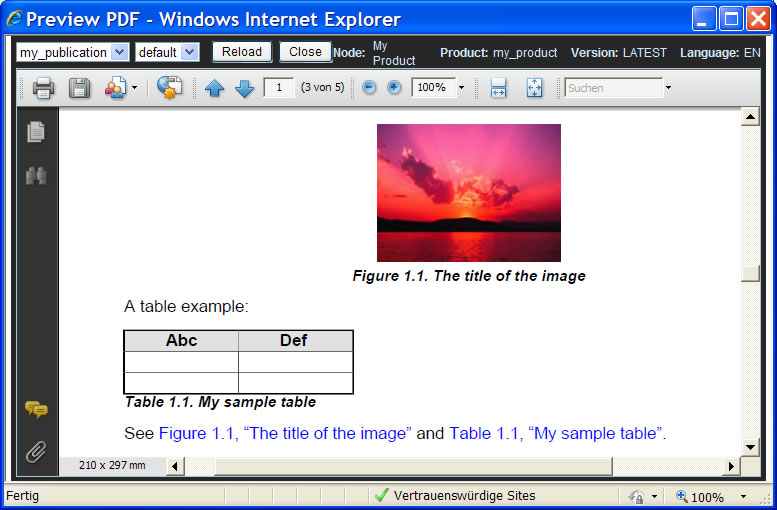 Preview PDF - Windows Internet Explorer
my_publication default Reload Close Node: My Product Product: my_product Version: LATEST Language: EN
1 (3 von 5) 100% Suchen
Figure 1.1. The title of the image
A table example:
Abc Def
Table 1.1. My sample table
See Figure 1.1, “The title of the image” and Table 1.1, “My sample table”.
210 x 297 mm
Fertig Vertrauenswürdige Sites 100%